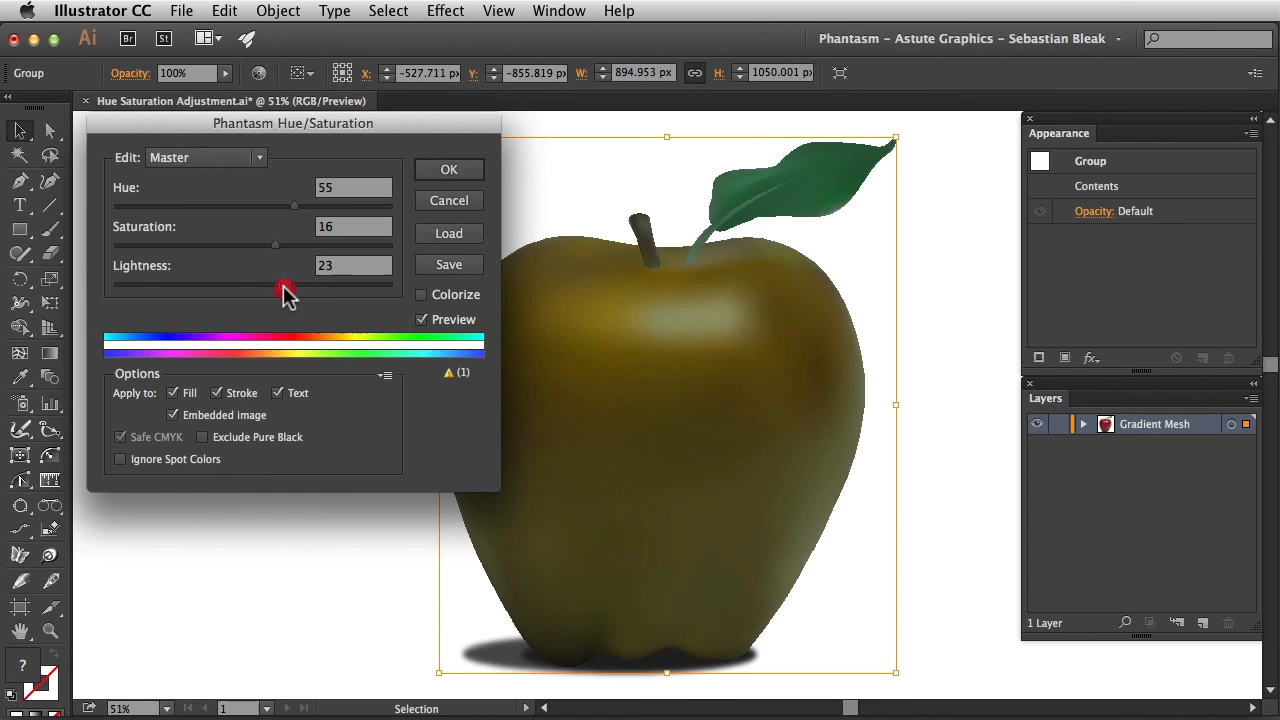 Illustrator CC File Edit Object Type Select Effect View Window Help
Ai Br St Phantasm – Astute Graphics – Sebastian Bleak
Group Opacity: 100% X: -527.711 px Y: -855.819 px W: 894.953 px H: 1050.001 px
× Hue Saturation Adjustment.ai* @ 51% (RGB/Preview)
Phantasm Hue/Saturation
Edit: Master
OK
Hue: 55
Cancel
Saturation: 16
Load
Lightness: 23
Save
Colorize
Preview
(1)
Options
Apply to: Fill Stroke Text
Embedded image
Safe CMYK Exclude Pure Black
Ignore Spot Colors
Appearance
Group
Contents
Opacity: Default
fx
Layers
Gradient Mesh
1 Layer
T
?
51% 1 Selection